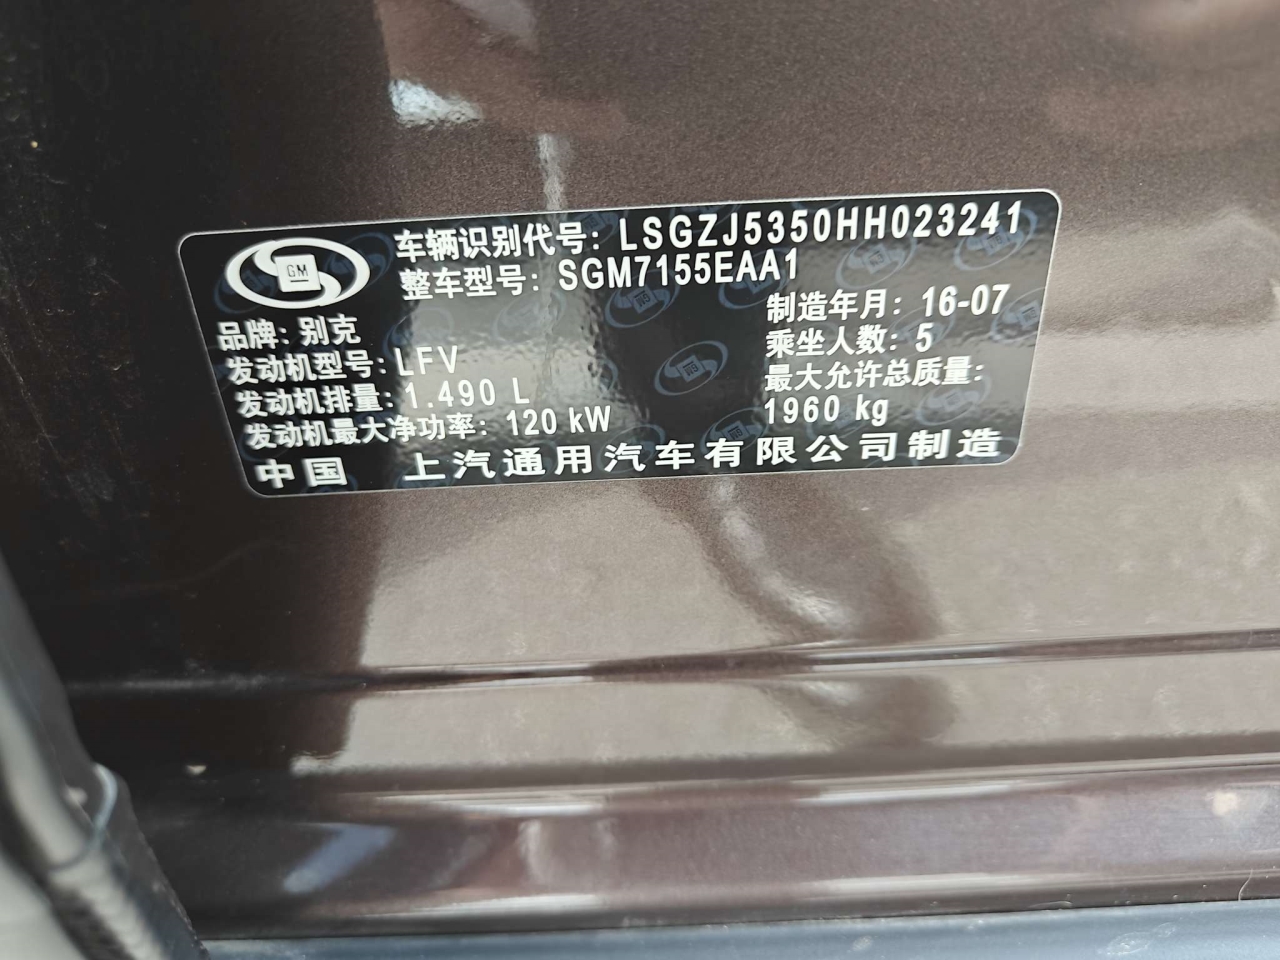 GM
车辆识别代号: LSGZJ5350HH023241
整车型号: SGM7155EAA1
品牌: 别克
制造年月: 16-07
发动机型号: LFV
乘坐人数: 5
发动机排量: 1.490 L
最大允许总质量:
1960 kg
发动机最大净功率: 120 kW
中国 上汽通用汽车有限公司制造